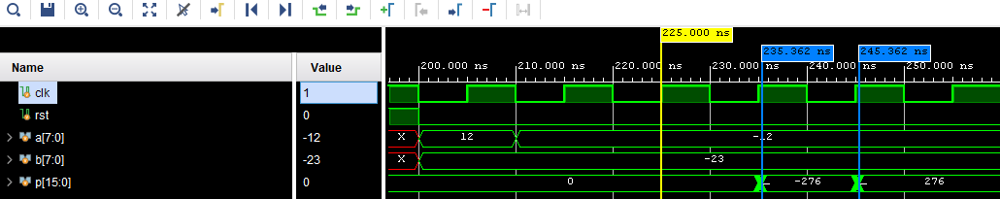 225.000 ns
235.362 ns 245.362 ns
Name Value
200.000 ns 210.000 ns 220.000 ns 230.000 ns 240.000 ns 250.000 ns
clk 1
rst 0
a[7:0] -12 X 12 -12
b[7:0] -23 X -23
p[15:0] 0 0 -276 276